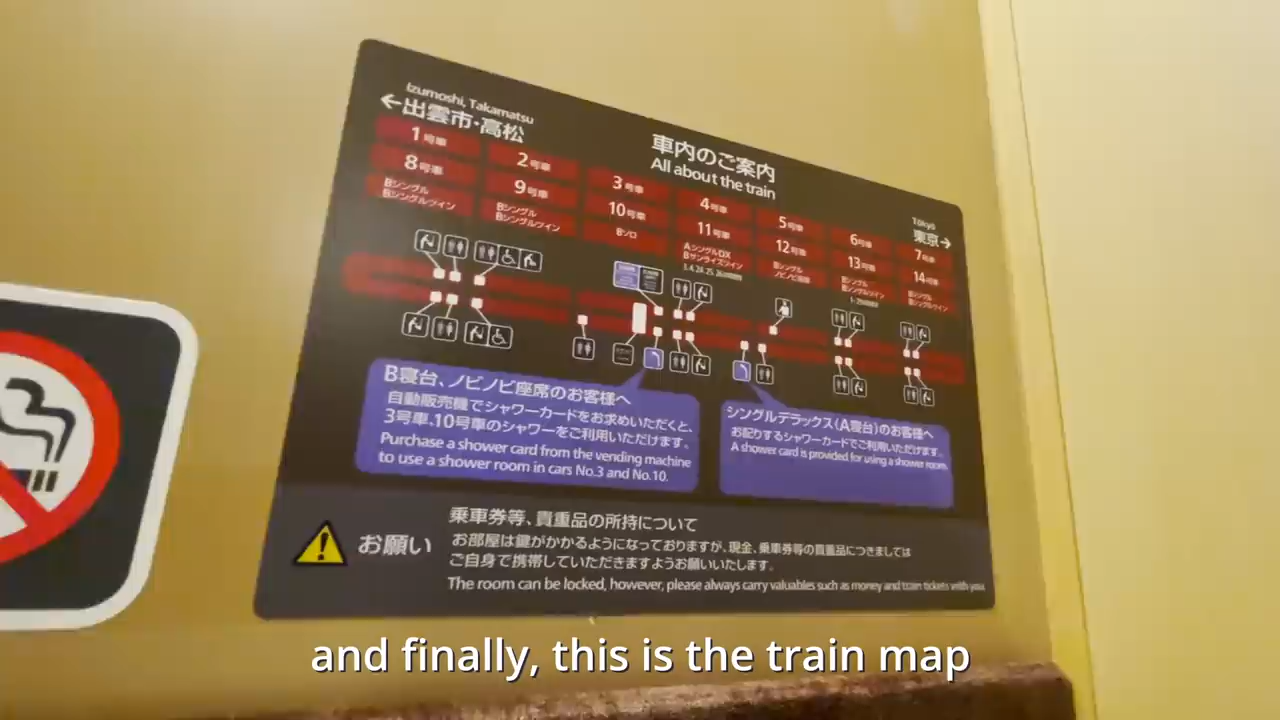 Izumoshi, Takamatsu
←出雲市・高松
車内のご案内
All about the train
Tokyo
東京→
1号車
2号車
3号車
4号車
5号車
6号車
7号車
8号車
9号車
10号車
11号車
12号車
13号車
14号車
Bシングル
Bシングルツイン
Bシングル
Bシングルツイン
Bソロ
AシングルDX
Bサンライズツイン
Bシングル
Bシングル
Bシングルツイン
Bシングル
Bシングルツイン
B寝台、ノビノビ座席のお客様へ
自動販売機でシャワーカードをお求めいただくと、
3号車、10号車のシャワーをご利用いただけます。
Purchase a shower card from the vending machine
to use a shower room in cars No.3 and No.10.
シングルデラックス(A寝台)のお客様へ
お配りするシャワーカードでご利用いただけます。
A shower card is provided for using a shower room.
お願い
乗車券等、貴重品の所持について
お部屋は鍵がかかるようになっておりますが、現金、乗車券等の貴重品につきましては
ご自身で携帯していただきますようお願いいたします。
The room can be locked, however, please always carry valuables such as money and train tickets with you.
and finally, this is the train map